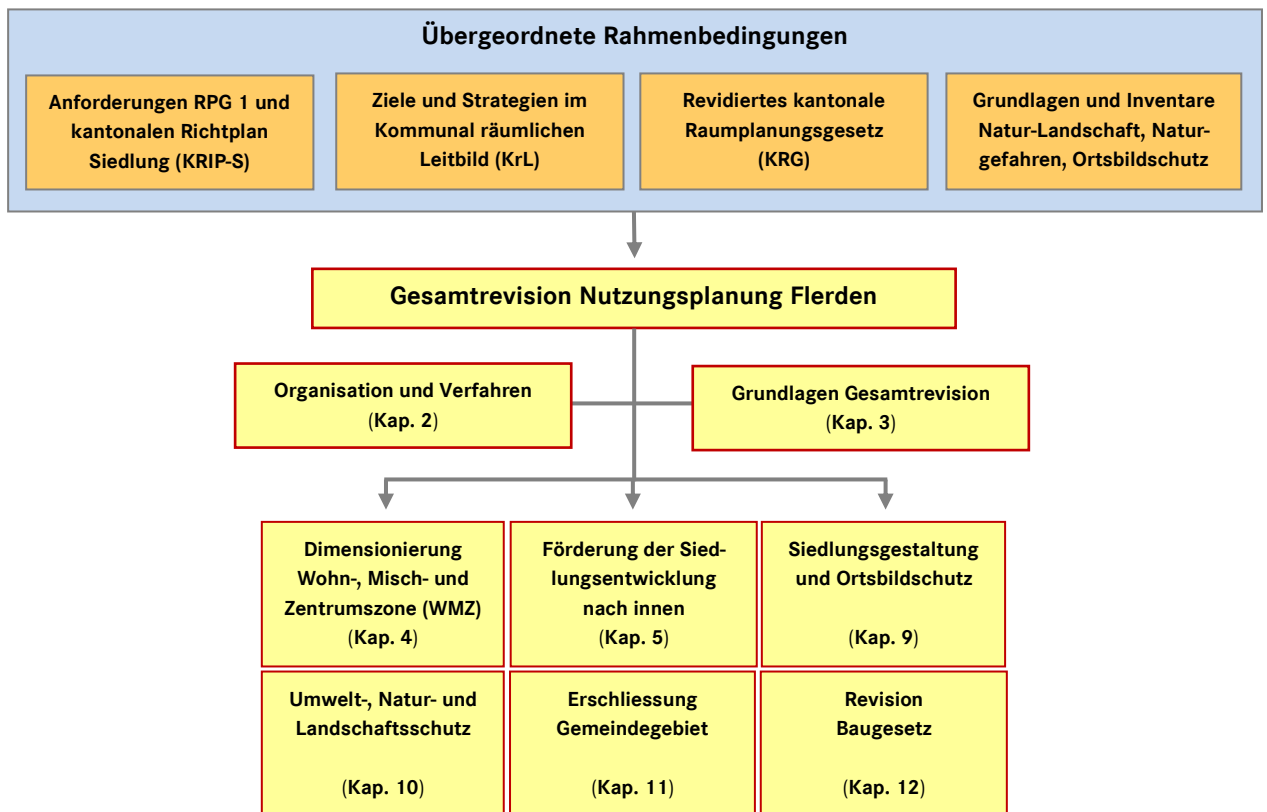 Übergeordnete Rahmenbedingungen
Anforderungen RPG 1 und
kantonalen Richtplan
Siedlung (KRIP-S)
Ziele und Strategien im
Kommunal räumlichen
Leitbild (KrL)
Revidiertes kantonale
Raumplanungsgesetz
(KRG)
Grundlagen und Inventare
Natur-Landschaft, Natur-
gefahren, Ortsbildschutz
Gesamtrevision Nutzungsplanung Flerden
Organisation und Verfahren
(Kap. 2)
Grundlagen Gesamtrevision
(Kap. 3)
Dimensionierung
Wohn-, Misch- und
Zentrumszone (WMZ)
(Kap. 4)
Förderung der Sied-
lungsentwicklung
nach innen
(Kap. 5)
Siedlungsgestaltung
und Ortsbildschutz
(Kap. 9)
Umwelt-, Natur- und
Landschaftsschutz
(Kap. 10)
Erschliessung
Gemeindegebiet
(Kap. 11)
Revision
Baugesetz
(Kap. 12)